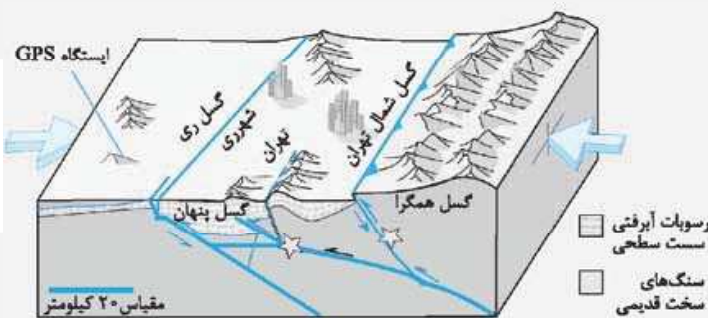 ایستگاه GPS
گسل ری
شهرری
تهران
گسل شمال تهران
گسل پنهان
گسل همگرا
رسوبات آبرفتی
سست سطحی
سنگ‌های
سخت قدیمی
مقیاس ۲۰ کیلومتر